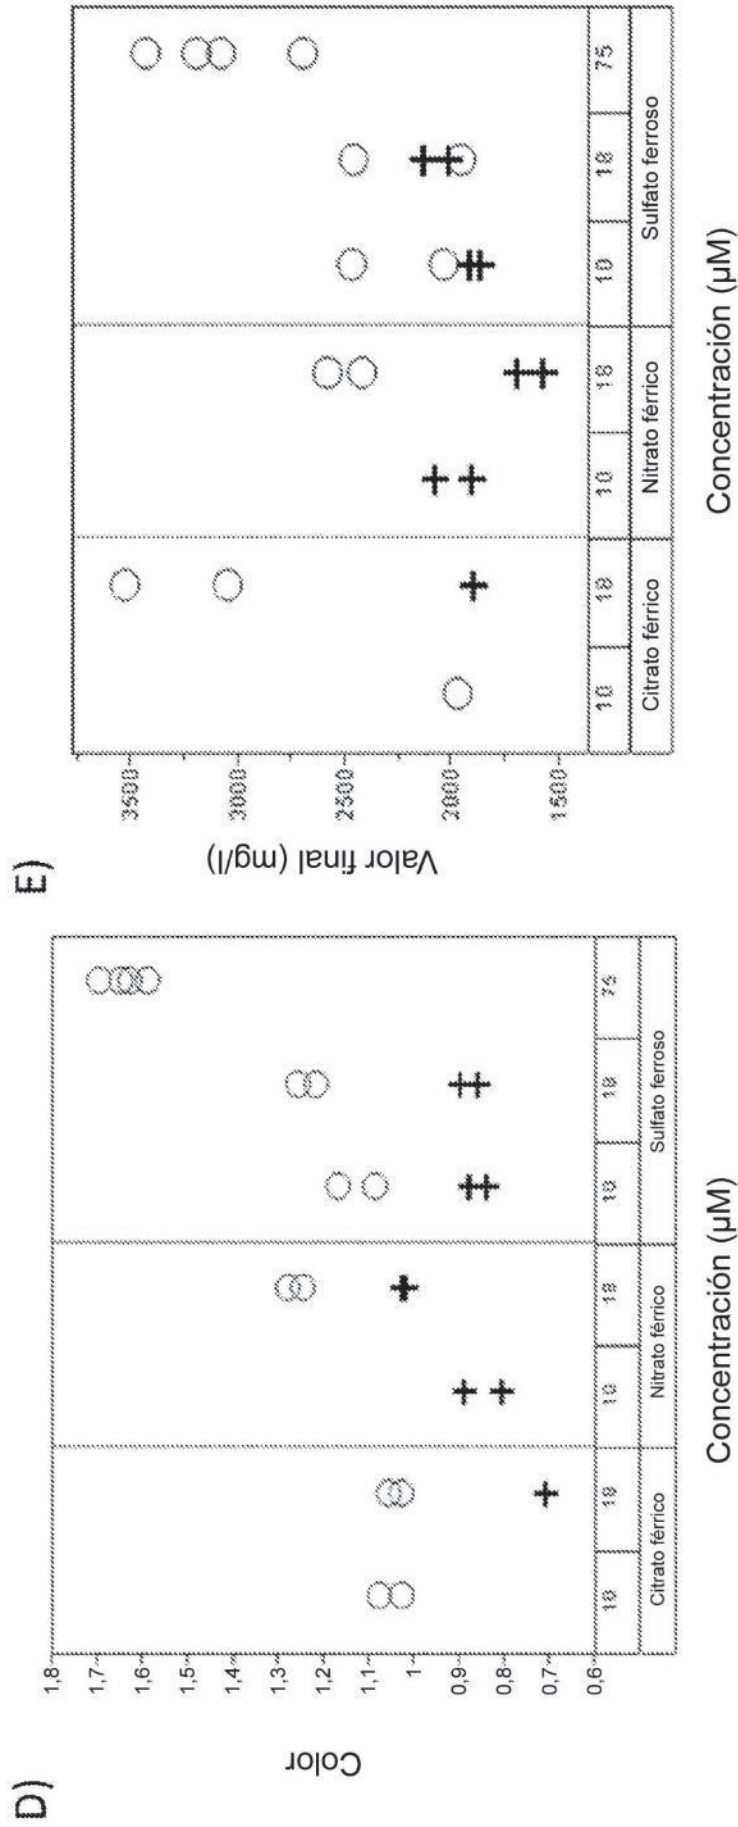 D)
Color
1,8
1,7
1,6
1,5
1,4
1,3
1,2
1,1
1
0,9
0,8
0,7
0,6
10 18 10 18 10 18 75
Citrato férrico Nitrato férrico Sulfato ferroso
Concentración (µM)
E)
Valor final (mg/l)
3500
3000
2500
2000
1500
10 18 10 18 10 18 75
Citrato férrico Nitrato férrico Sulfato ferroso
Concentración (µM)